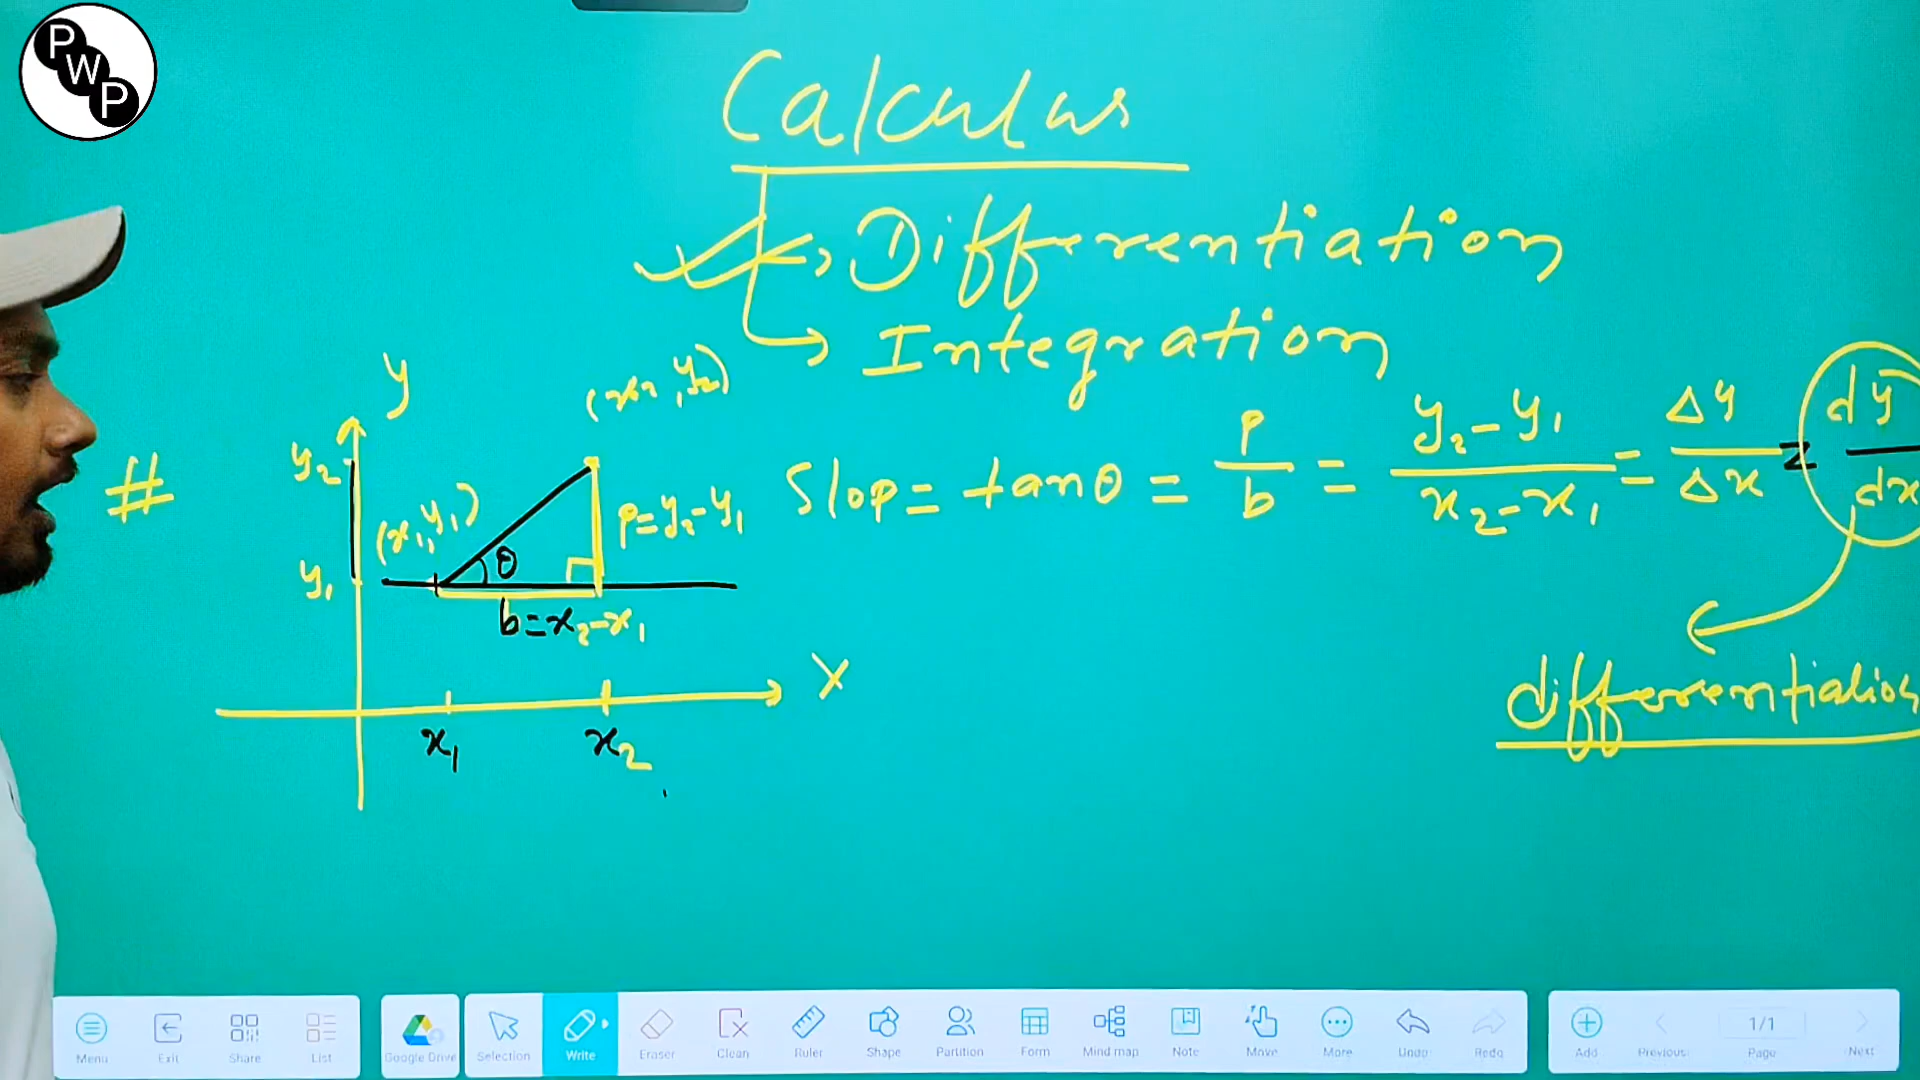 PWP
Calculus
Differentiation
Integration
y
(x₂, y₂)
y₂
#
(x₁, y₁)
θ
p = y₂ - y₁
Slop = tanθ = p/b = y₂ - y₁/x₂ - x₁ = Δy/Δx = dy/dx
y₁
b = x₂ - x₁
differentiation
X
x₁
x₂
Menu Exit Share List Google Drive Selection Write Eraser Clean Ruler Shape Partition Form Mind map Note Move More Undo Redo Add Previous 1/1 Page Next